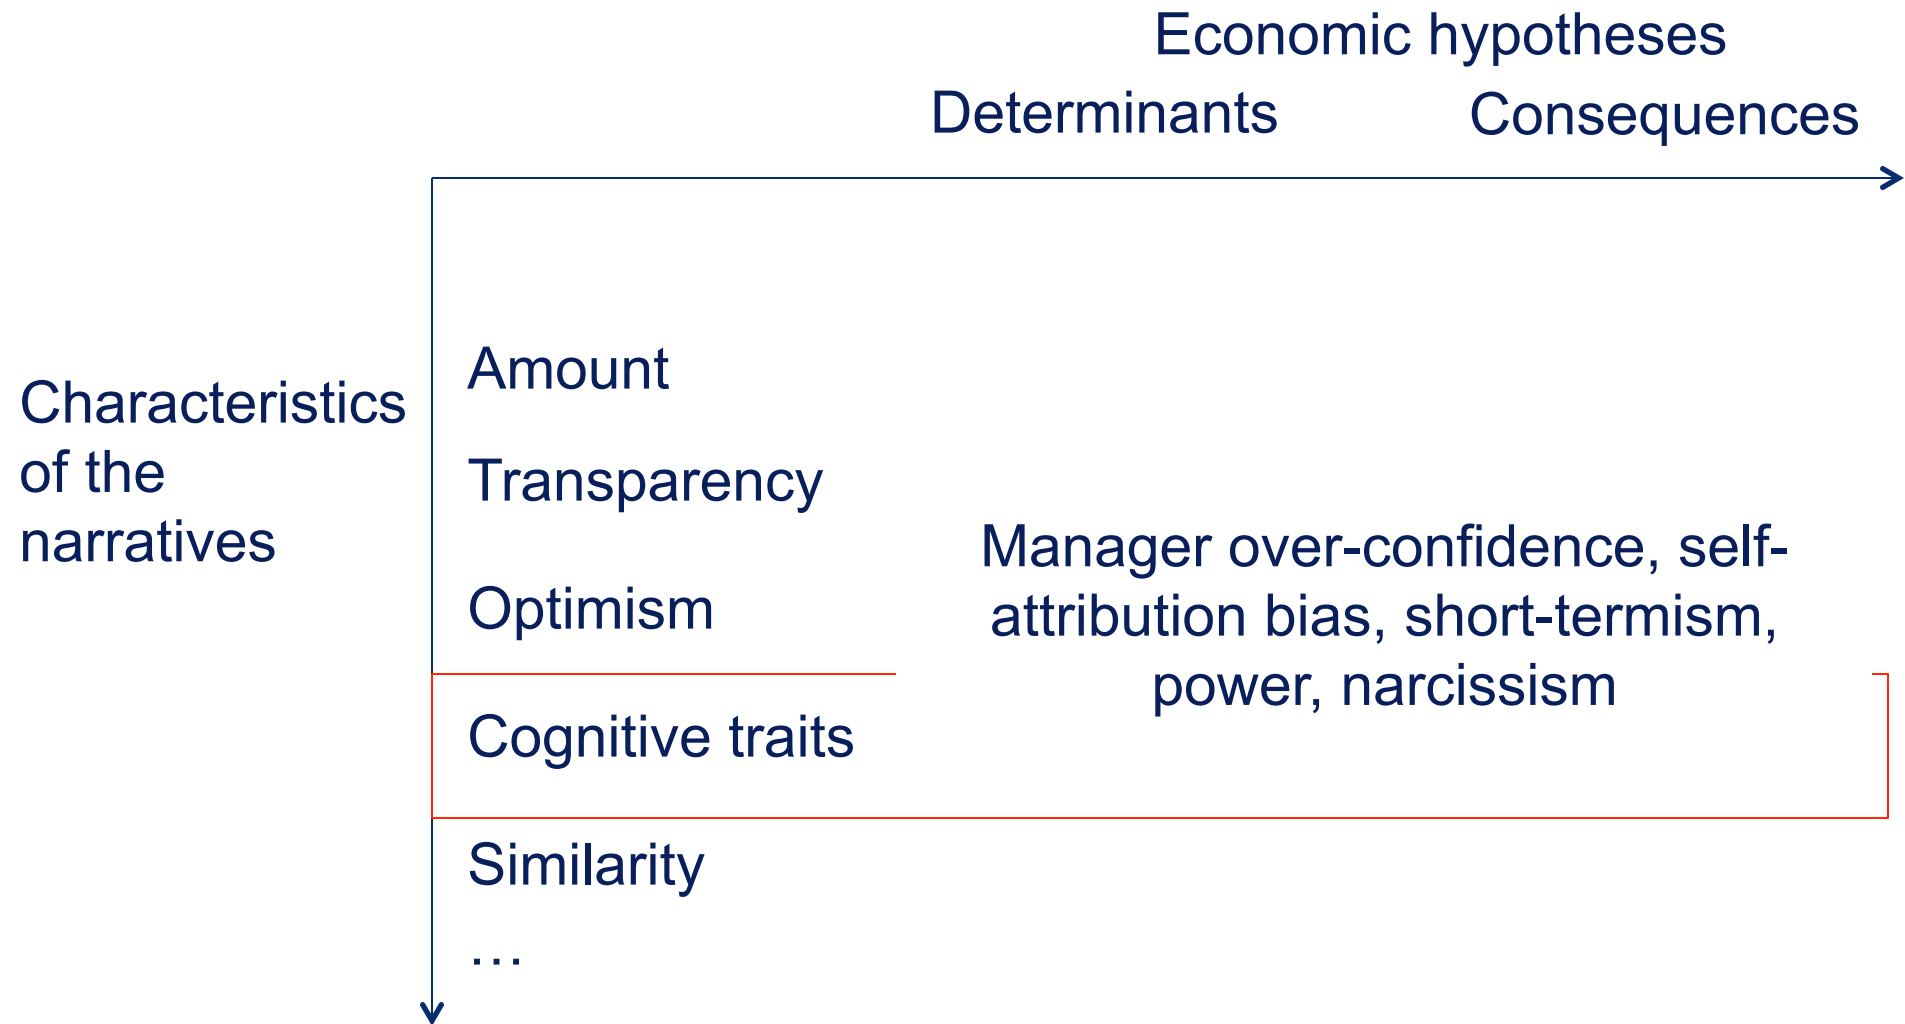 Economic hypotheses
Determinants
Consequences
Characteristics
of the
narratives
Amount
Transparency
Optimism
Manager over-confidence, self-
attribution bias, short-termism,
power, narcissism
Cognitive traits
Similarity
…